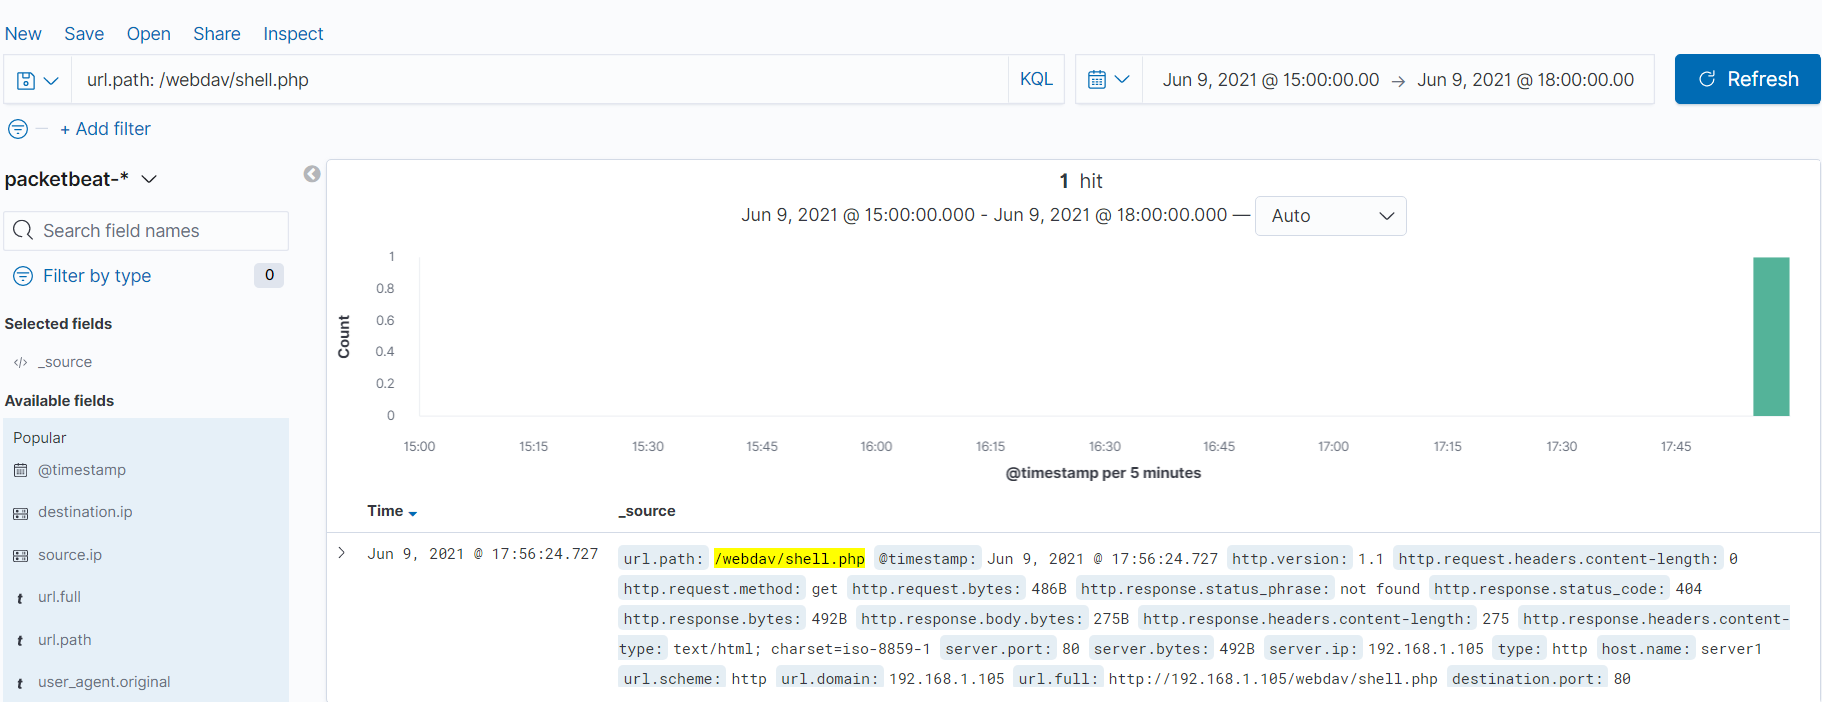 New Save Open Share Inspect
url.path: /webdav/shell.php KQL Jun 9, 2021 @ 15:00:00.00 → Jun 9, 2021 @ 18:00:00.00 Refresh
+ Add filter
packetbeat-*
1 hit
Jun 9, 2021 @ 15:00:00.000 - Jun 9, 2021 @ 18:00:00.000 — Auto
Search field names
Filter by type 0
Selected fields
</> _source
Available fields
Popular
@timestamp
destination.ip
source.ip
t url.full
t url.path
t user_agent.original
Count
1
0.8
0.6
0.4
0.2
0
15:00 15:15 15:30 15:45 16:00 16:15 16:30 16:45 17:00 17:15 17:30 17:45
@timestamp per 5 minutes
Time _source
Jun 9, 2021 @ 17:56:24.727 url.path: /webdav/shell.php @timestamp: Jun 9, 2021 @ 17:56:24.727 http.version: 1.1 http.request.headers.content-length: 0
http.request.method: get http.request.bytes: 486B http.response.status_phrase: not found http.response.status_code: 404
http.response.bytes: 492B http.response.body.bytes: 275B http.response.headers.content-length: 275 http.response.headers.content-
type: text/html; charset=iso-8859-1 server.port: 80 server.bytes: 492B server.ip: 192.168.1.105 type: http host.name: server1
url.scheme: http url.domain: 192.168.1.105 url.full: http://192.168.1.105/webdav/shell.php destination.port: 80